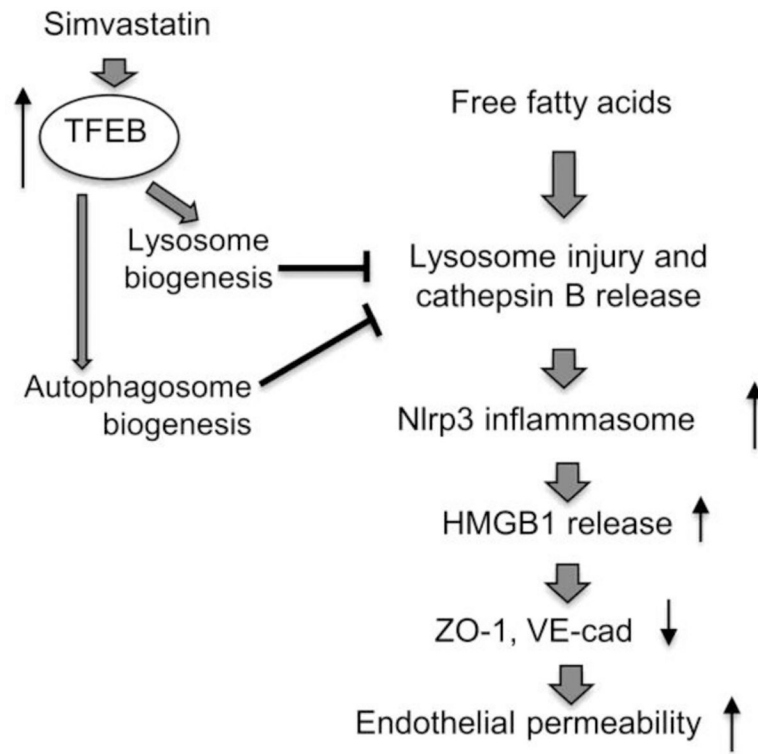 Simvastatin
TFEB
Lysosome
biogenesis
Autophagosome
biogenesis
Free fatty acids
Lysosome injury and
cathepsin B release
Nlrp3 inflammasome
HMGB1 release
ZO-1, VE-cad
Endothelial permeability